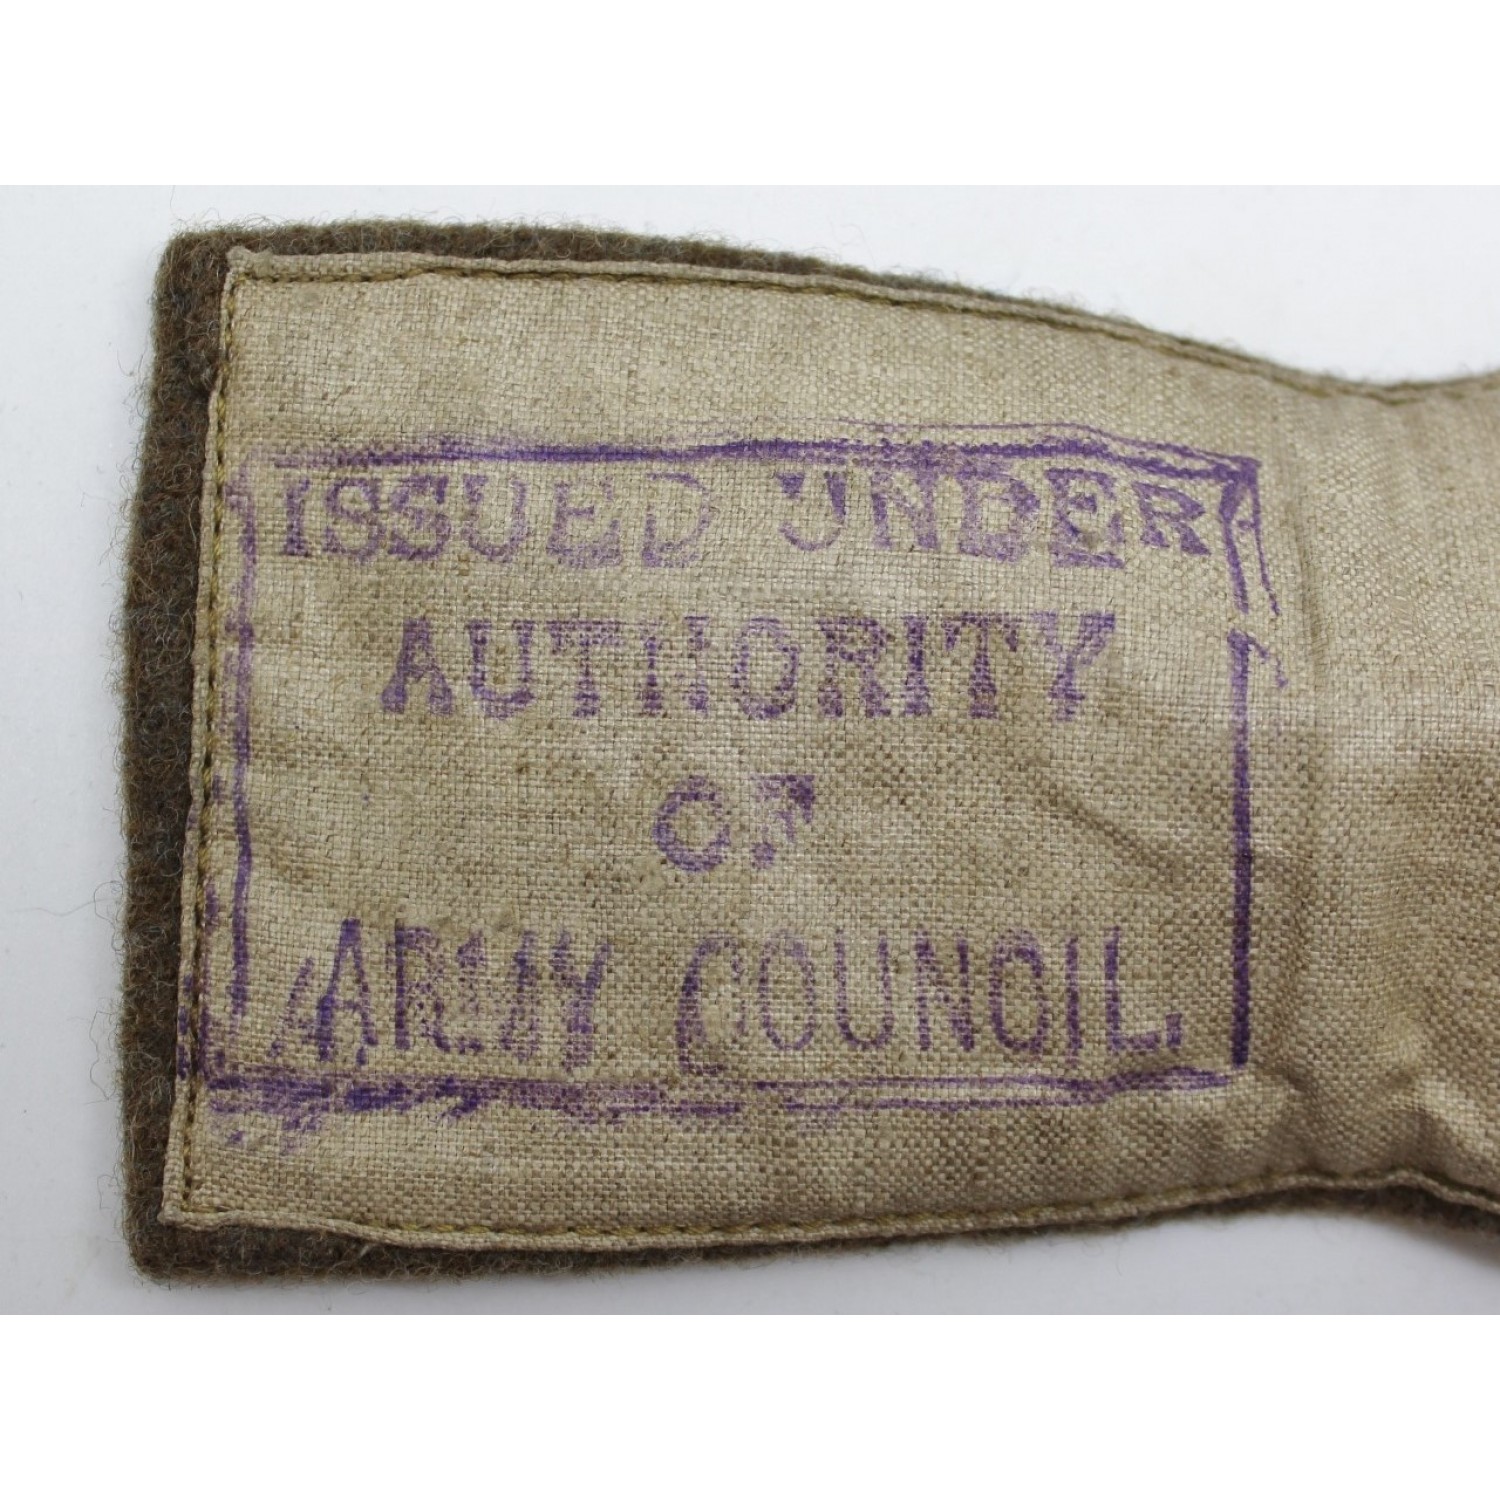 ISSUED UNDER
AUTHORITY
OF
ARMY COUNCIL.